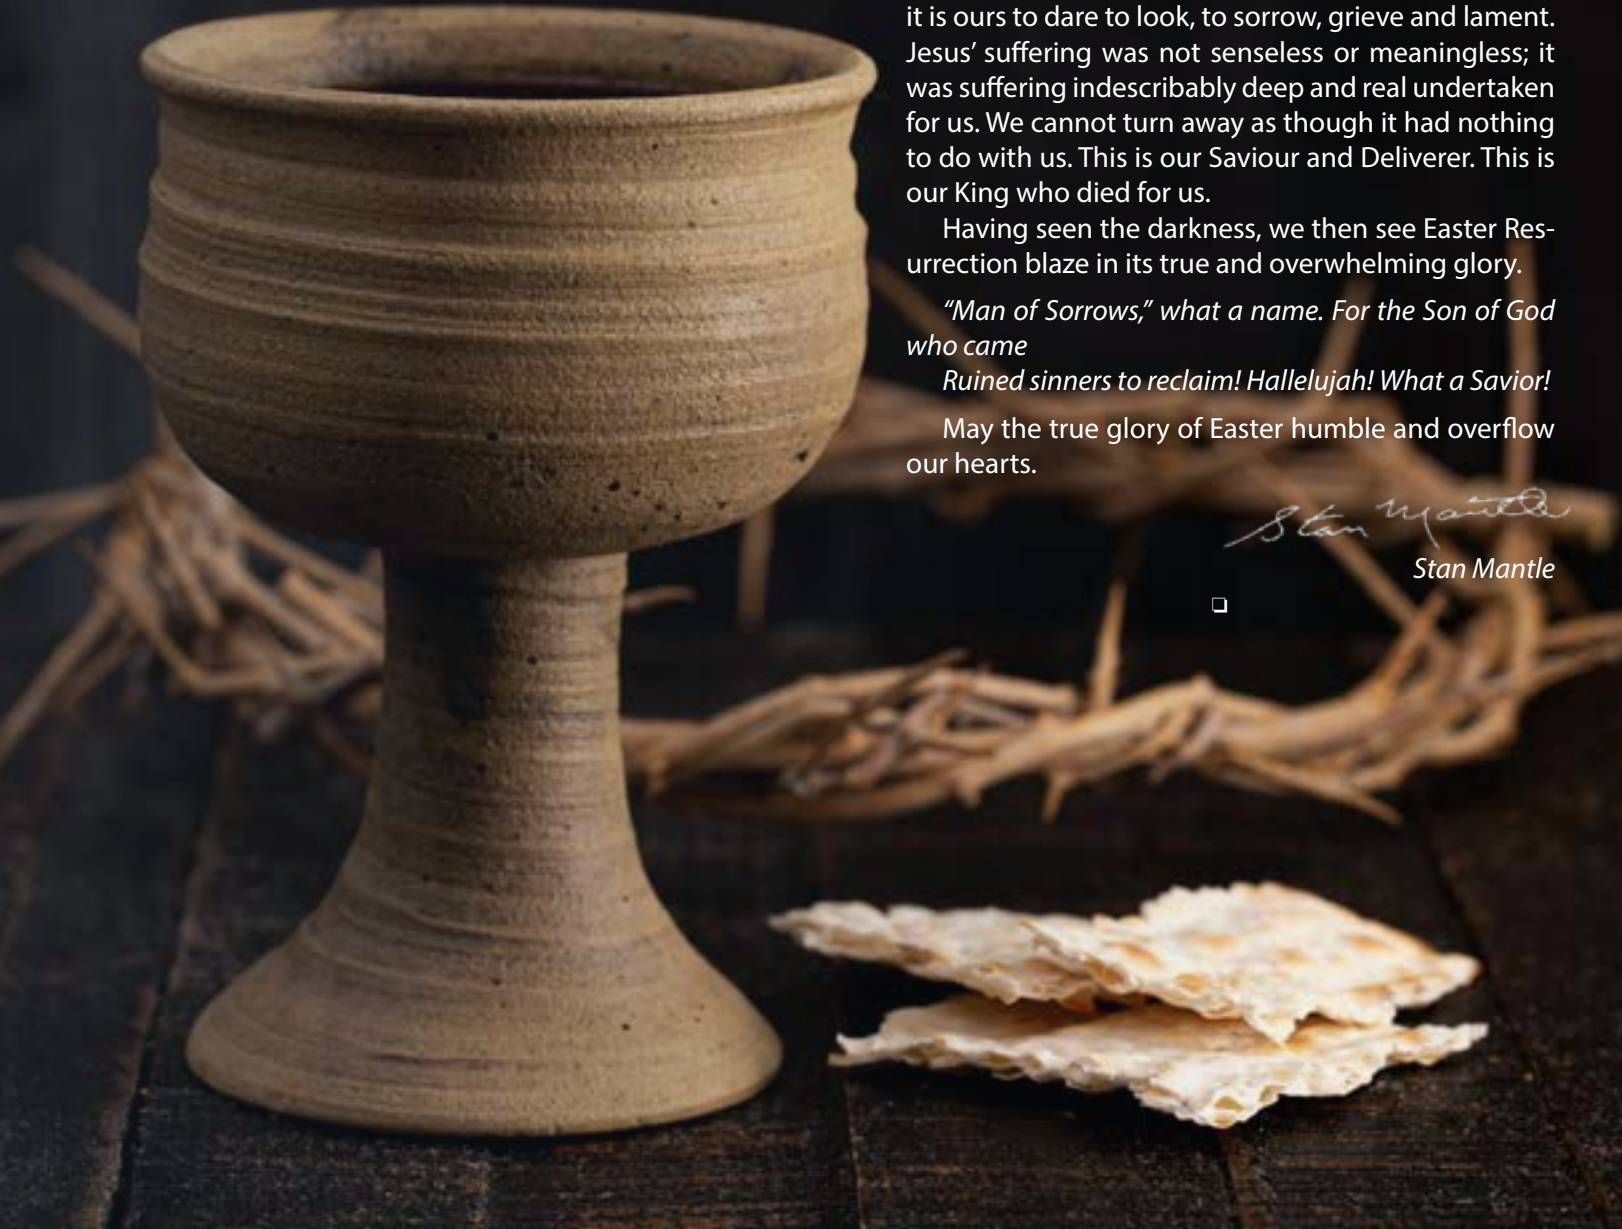 it is ours to dare to look, to sorrow, grieve and lament.
Jesus’ suffering was not senseless or meaningless; it
was suffering indescribably deep and real undertaken
for us. We cannot turn away as though it had nothing
to do with us. This is our Saviour and Deliverer. This is
our King who died for us.
Having seen the darkness, we then see Easter Res-
urrection blaze in its true and overwhelming glory.
“Man of Sorrows,” what a name. For the Son of God
who came
Ruined sinners to reclaim! Hallelujah! What a Savior!
May the true glory of Easter humble and overflow
our hearts.
Stan Mantle
Stan Mantle
❑